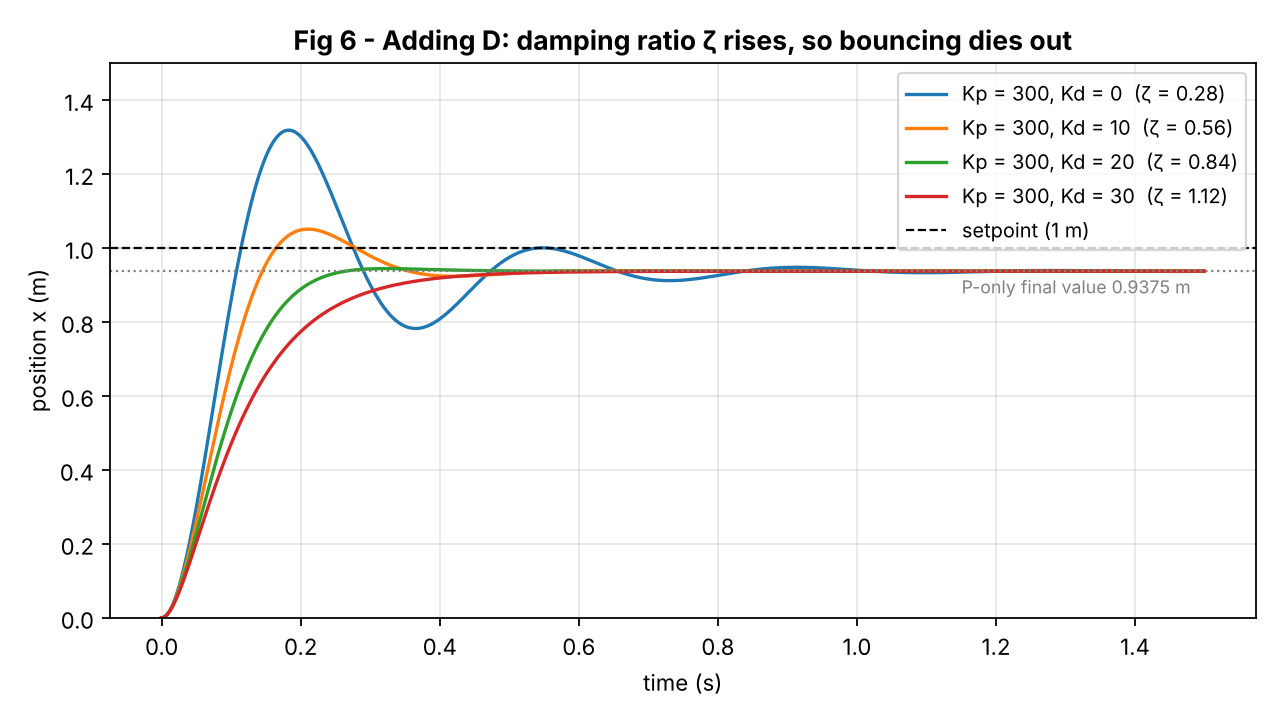 Fig 6 - Adding D: damping ratio ζ rises, so bouncing dies out
Kp = 300, Kd = 0 (ζ = 0.28)
Kp = 300, Kd = 10 (ζ = 0.56)
Kp = 300, Kd = 20 (ζ = 0.84)
Kp = 300, Kd = 30 (ζ = 1.12)
setpoint (1 m)
P-only final value 0.9375 m
position x (m)
1.4
1.2
1.0
0.8
0.6
0.4
0.2
0.0
0.0 0.2 0.4 0.6 0.8 1.0 1.2 1.4
time (s)